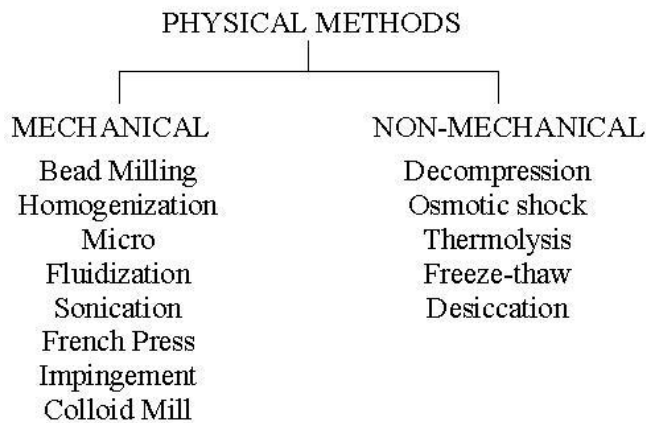 PHYSICAL METHODS
MECHANICAL
Bead Milling
Homogenization
Micro
Fluidization
Sonication
French Press
Impingement
Colloid Mill
NON-MECHANICAL
Decompression
Osmotic shock
Thermolysis
Freeze-thaw
Desiccation